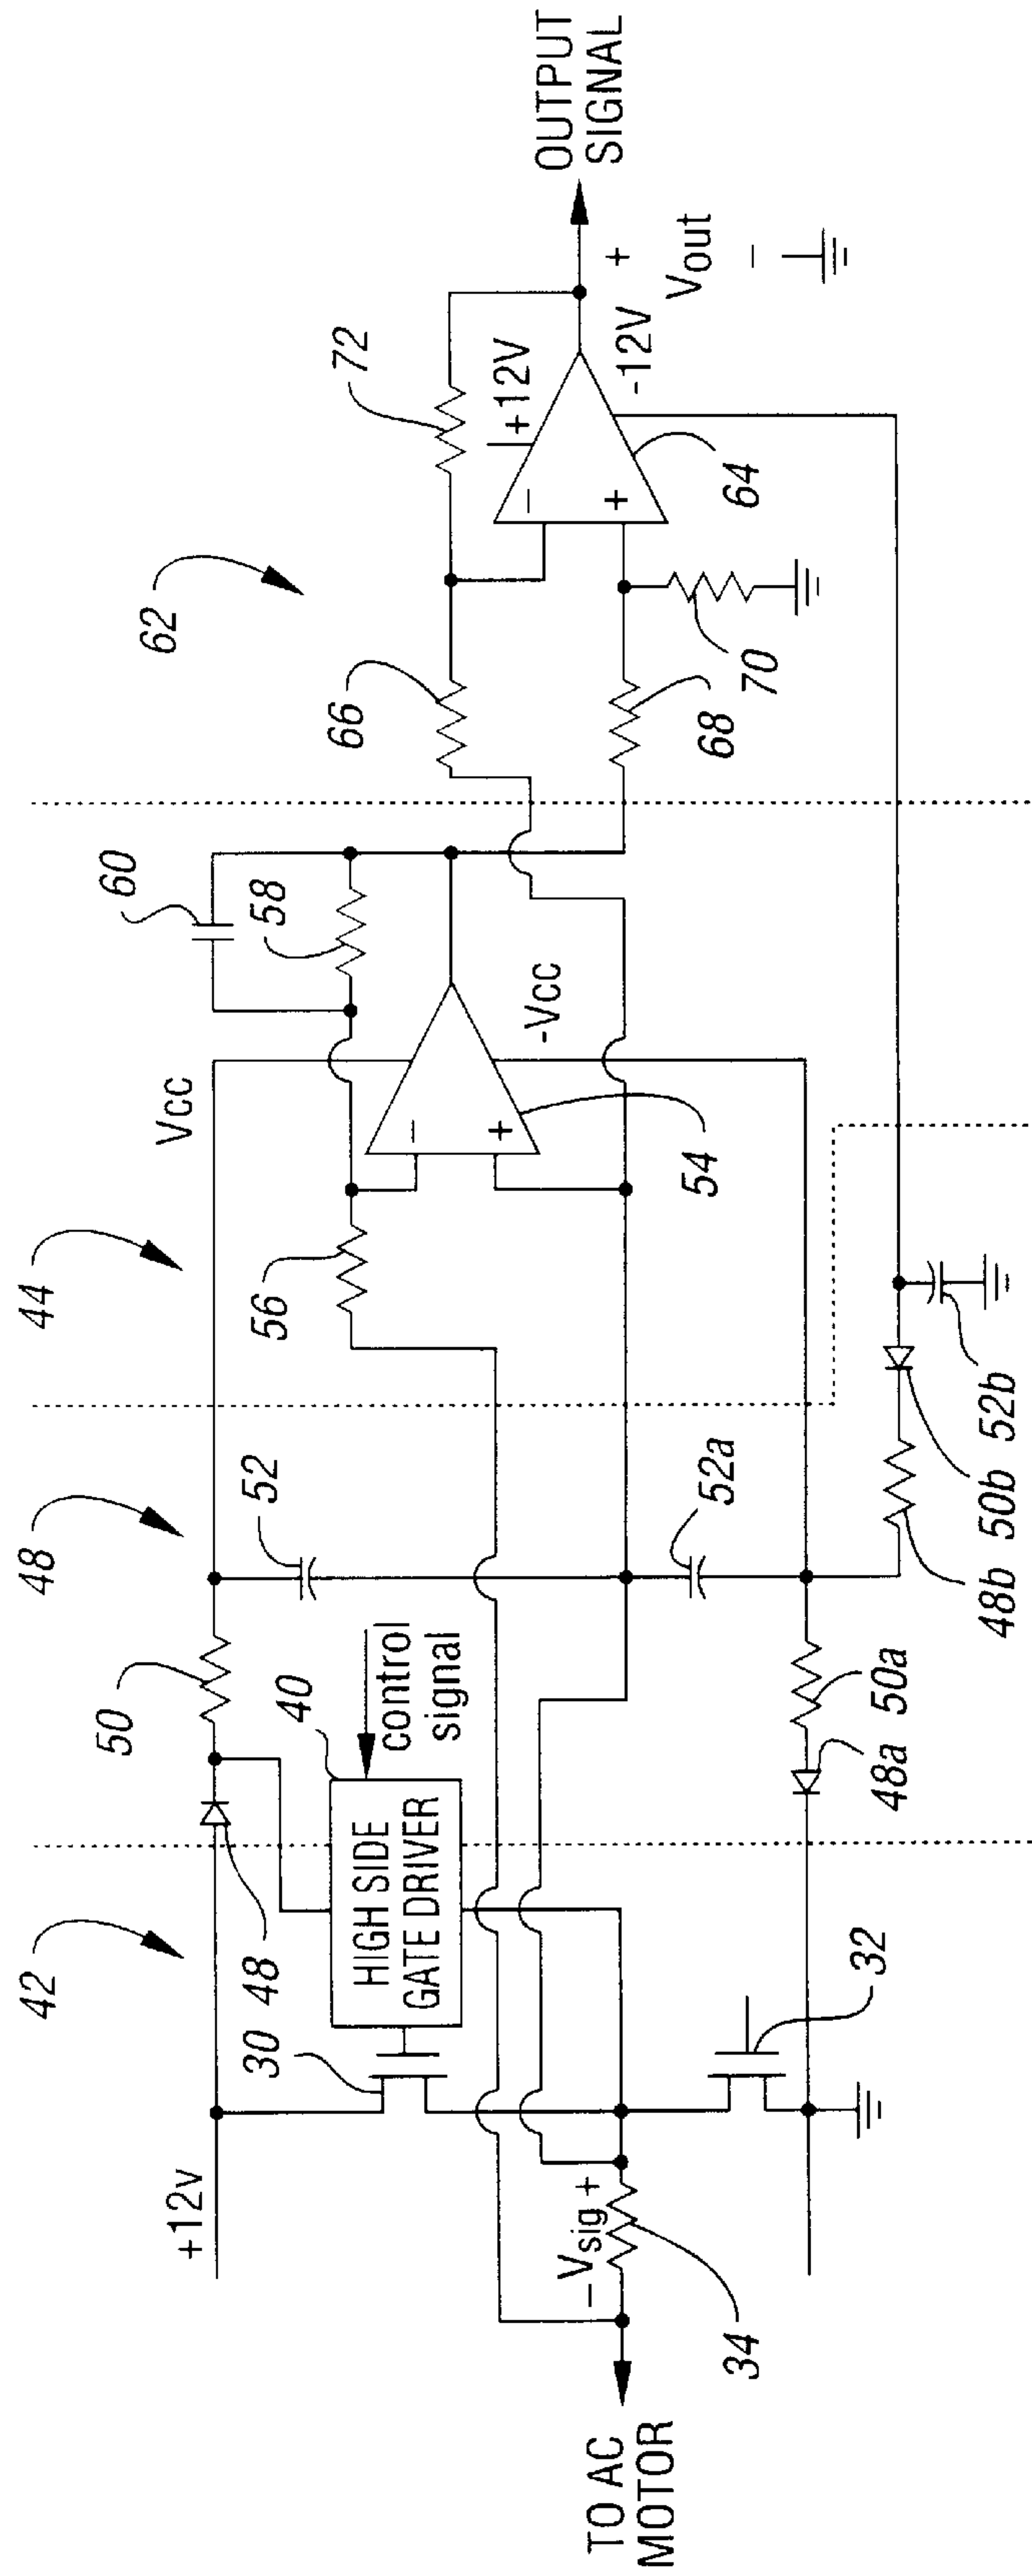 42
48
44
62
+12v
48
50
52
Vcc
60
58
66
72
OUTPUT
SIGNAL
30
HIGH SIDE
GATE DRIVER
40
control
signal
56
−
+
-Vcc
54
−
+
+12V
-12V
64
+
Vout
−
TO AC
MOTOR
−Vsig+
34
32
52a
68
70
48a
50a
48b
50b
52b